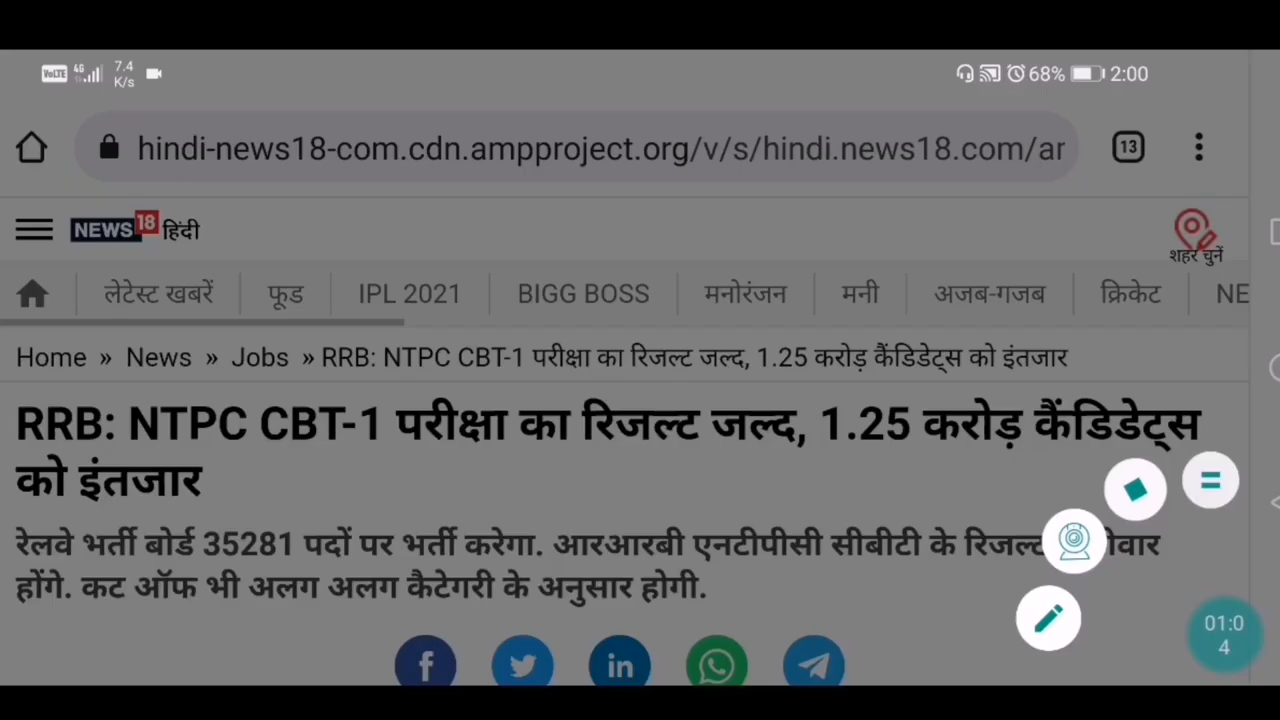 VoLTE 4G 7.4 K/s 68% 2:00
hindi-news18-com.cdn.ampproject.org/v/s/hindi.news18.com/ar 13
NEWS 18 हिंदी
शहर चुनें
लेटेस्ट खबरें फूड IPL 2021 BIGG BOSS मनोरंजन मनी अजब-गजब क्रिकेट NE
Home » News » Jobs » RRB: NTPC CBT-1 परीक्षा का रिजल्ट जल्द, 1.25 करोड़ कैंडिडेट्स को इंतजार
RRB: NTPC CBT-1 परीक्षा का रिजल्ट जल्द, 1.25 करोड़ कैंडिडेट्स
को इंतजार
रेलवे भर्ती बोर्ड 35281 पदों पर भर्ती करेगा. आरआरबी एनटीपीसी सीबीटी के रिजल्ट
होंगे. कट ऑफ भी अलग अलग कैटेगरी के अनुसार होगी.
01:0
4